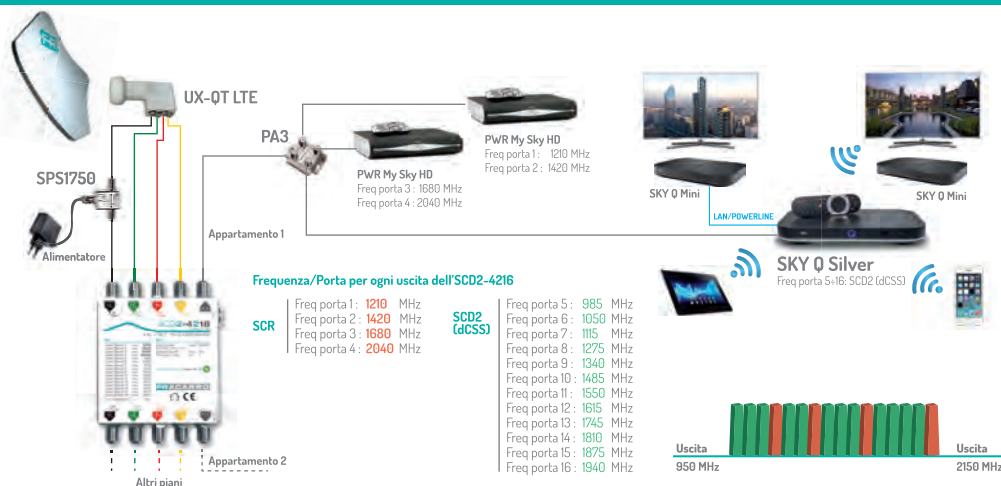 UX-QT LTE
PA3
SPS1750
Alimentatore
PWR My Sky HD
Freq porta 1 : 1210 MHz
Freq porta 2 : 1420 MHz
PWR My Sky HD
Freq porta 3 : 1680 MHz
Freq porta 4 : 2040 MHz
SKY Q Mini
SKY Q Mini
LAN/POWERLINE
SKY Q Silver
Freq porta 5÷16: SCD2 (dCSS)
Appartamento 1
Frequenza/Porta per ogni uscita dell'SCD2-4216
SCR
Freq porta 1 : 1210 MHz
Freq porta 2 : 1420 MHz
Freq porta 3 : 1680 MHz
Freq porta 4 : 2040 MHz
SCD2
(dCSS)
Freq porta 5 : 985 MHz
Freq porta 6 : 1050 MHz
Freq porta 7 : 1115 MHz
Freq porta 8 : 1275 MHz
Freq porta 9 : 1340 MHz
Freq porta 10 : 1485 MHz
Freq porta 11 : 1550 MHz
Freq porta 12 : 1615 MHz
Freq porta 13 : 1745 MHz
Freq porta 14 : 1810 MHz
Freq porta 15 : 1875 MHz
Freq porta 16 : 1940 MHz
SCD2-4216
FRACARRO
CE
Appartamento 2
Altri piani
Uscita
950 MHz
Uscita
2150 MHz